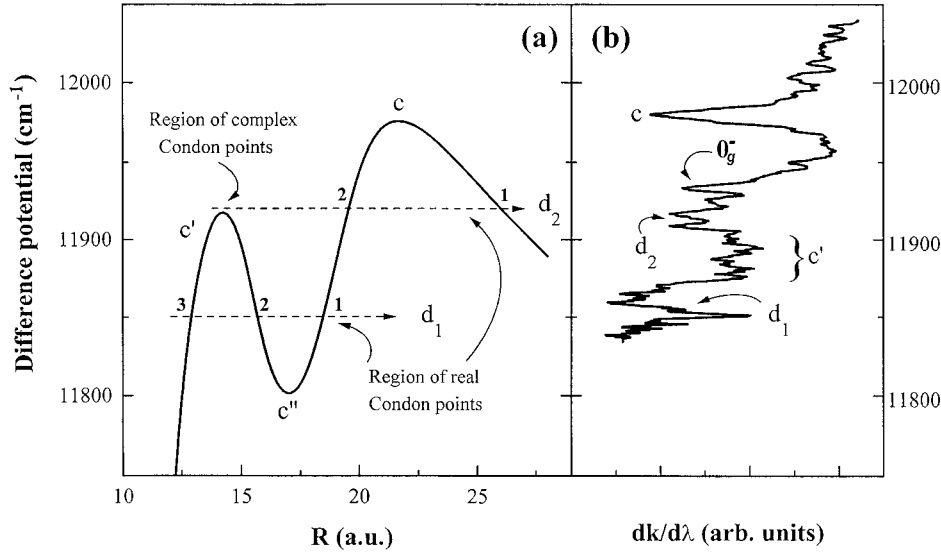 (a)
(b)
Difference potential (cm⁻¹)
12000
11900
11800
c
Region of complex
Condon points
c'
2
1
d₂
3
2
1
d₁
c"
Region of real
Condon points
10
15
20
25
R (a.u.)
c
0g⁻
d₂
} c'
d₁
12000
11900
11800
dk/dλ (arb. units)